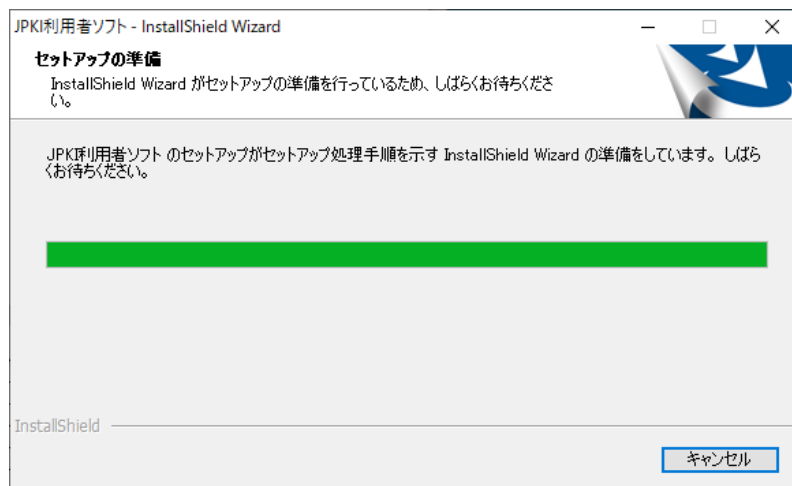 JPKI利用者ソフト - InstallShield Wizard
セットアップの準備
InstallShield Wizard がセットアップの準備を行っているため、しばらくお待ちくださ
い。
JPKI利用者ソフト のセットアップがセットアップ処理手順を示す InstallShield Wizard の準備をしています。しばら
くお待ちください。
InstallShield
キャンセル